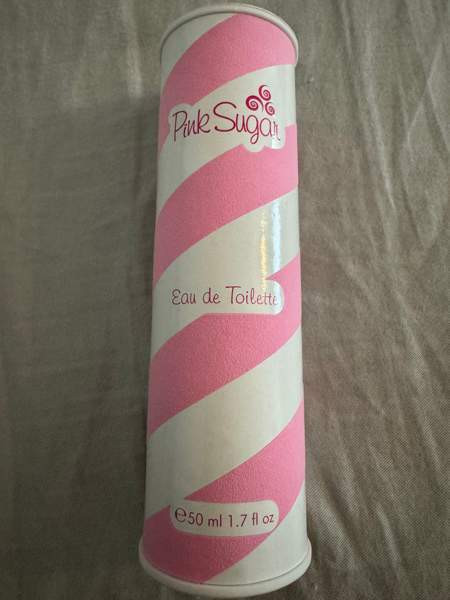 Pink Sugar
Eau de Toilette
℮50 ml 1.7 fl oz